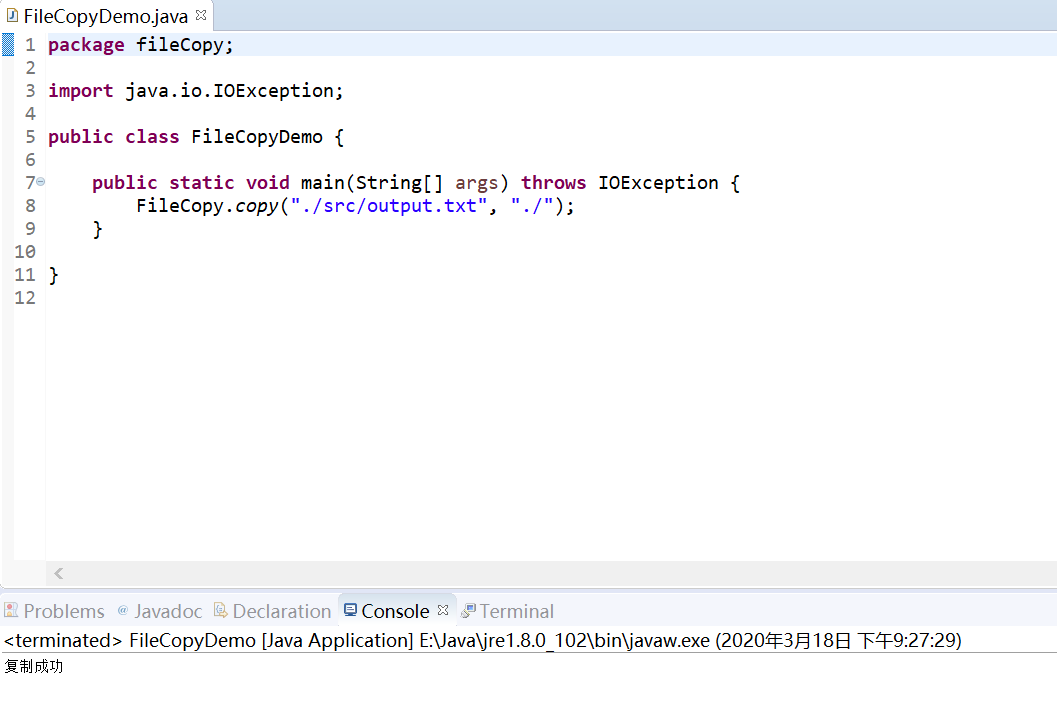 FileCopyDemo.java
1 package fileCopy;
2
3 import java.io.IOException;
4
5 public class FileCopyDemo {
6
7 public static void main(String[] args) throws IOException {
8 FileCopy.copy("./src/output.txt", "./");
9 }
10
11 }
12
Problems @ Javadoc Declaration Console Terminal
<terminated> FileCopyDemo [Java Application] E:\Java\jre1.8.0_102\bin\javaw.exe (2020年3月18日 下午9:27:29)
复制成功